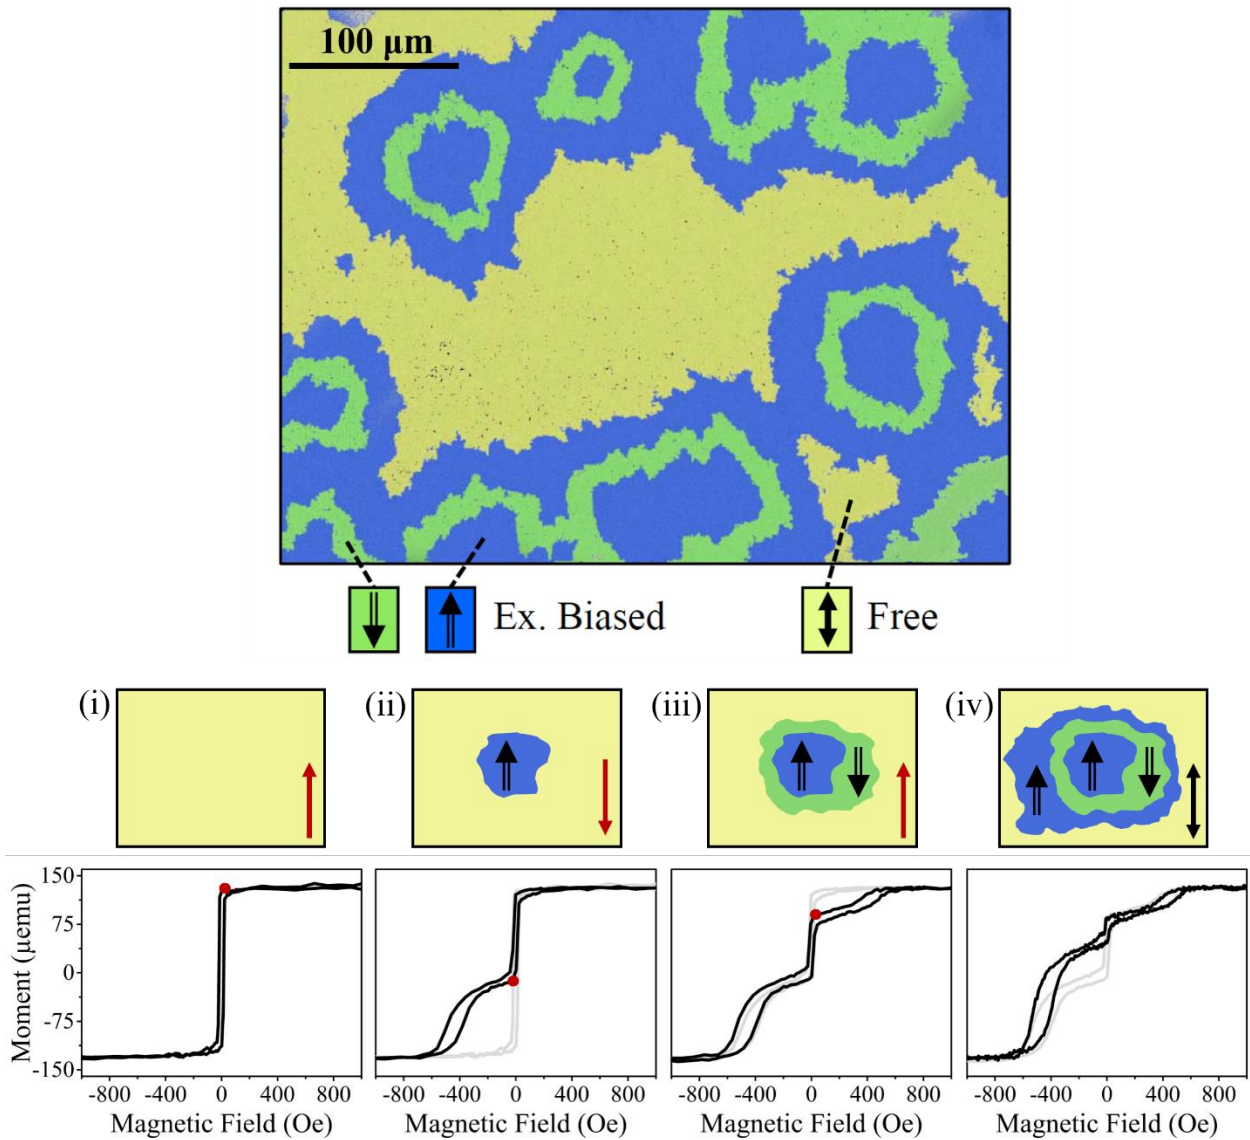 100 μm
Ex. Biased
Free
(i)
(ii)
(iii)
(iv)
Moment (μemu)
150
75
0
-75
-150
-800 -400 0 400 800
-800 -400 0 400 800
-800 -400 0 400 800
-800 -400 0 400 800
Magnetic Field (Oe)
Magnetic Field (Oe)
Magnetic Field (Oe)
Magnetic Field (Oe)